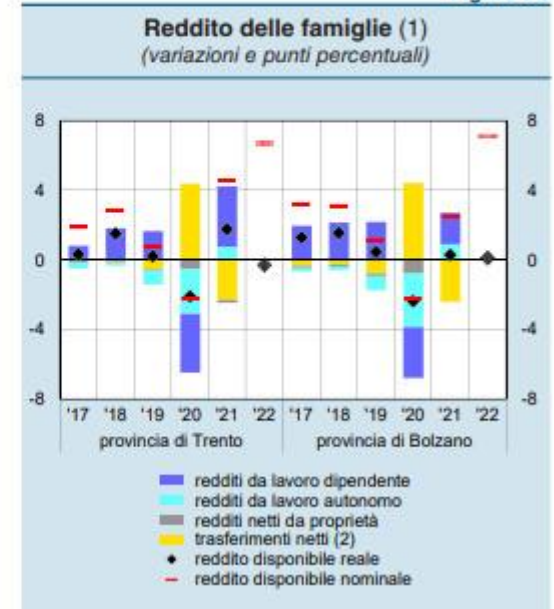 Reddito delle famiglie (1)
(variazioni e punti percentuali)
8 8
4 4
0 0
-4 -4
-8 -8
'17 '18 '19 '20 '21 '22 '17 '18 '19 '20 '21 '22
provincia di Trento provincia di Bolzano
redditi da lavoro dipendente
redditi da lavoro autonomo
redditi netti da proprietà
trasferimenti netti (2)
reddito disponibile reale
reddito disponibile nominale